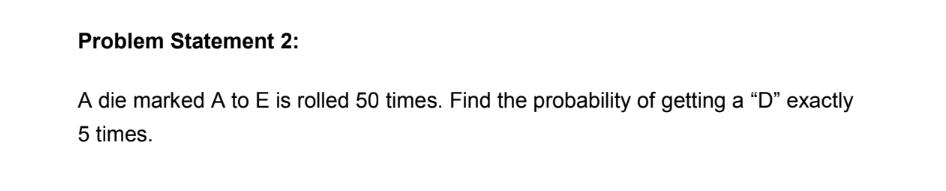 Problem Statement 2:
A die marked A to E is rolled 50 times. Find the probability of getting a “D” exactly
5 times.